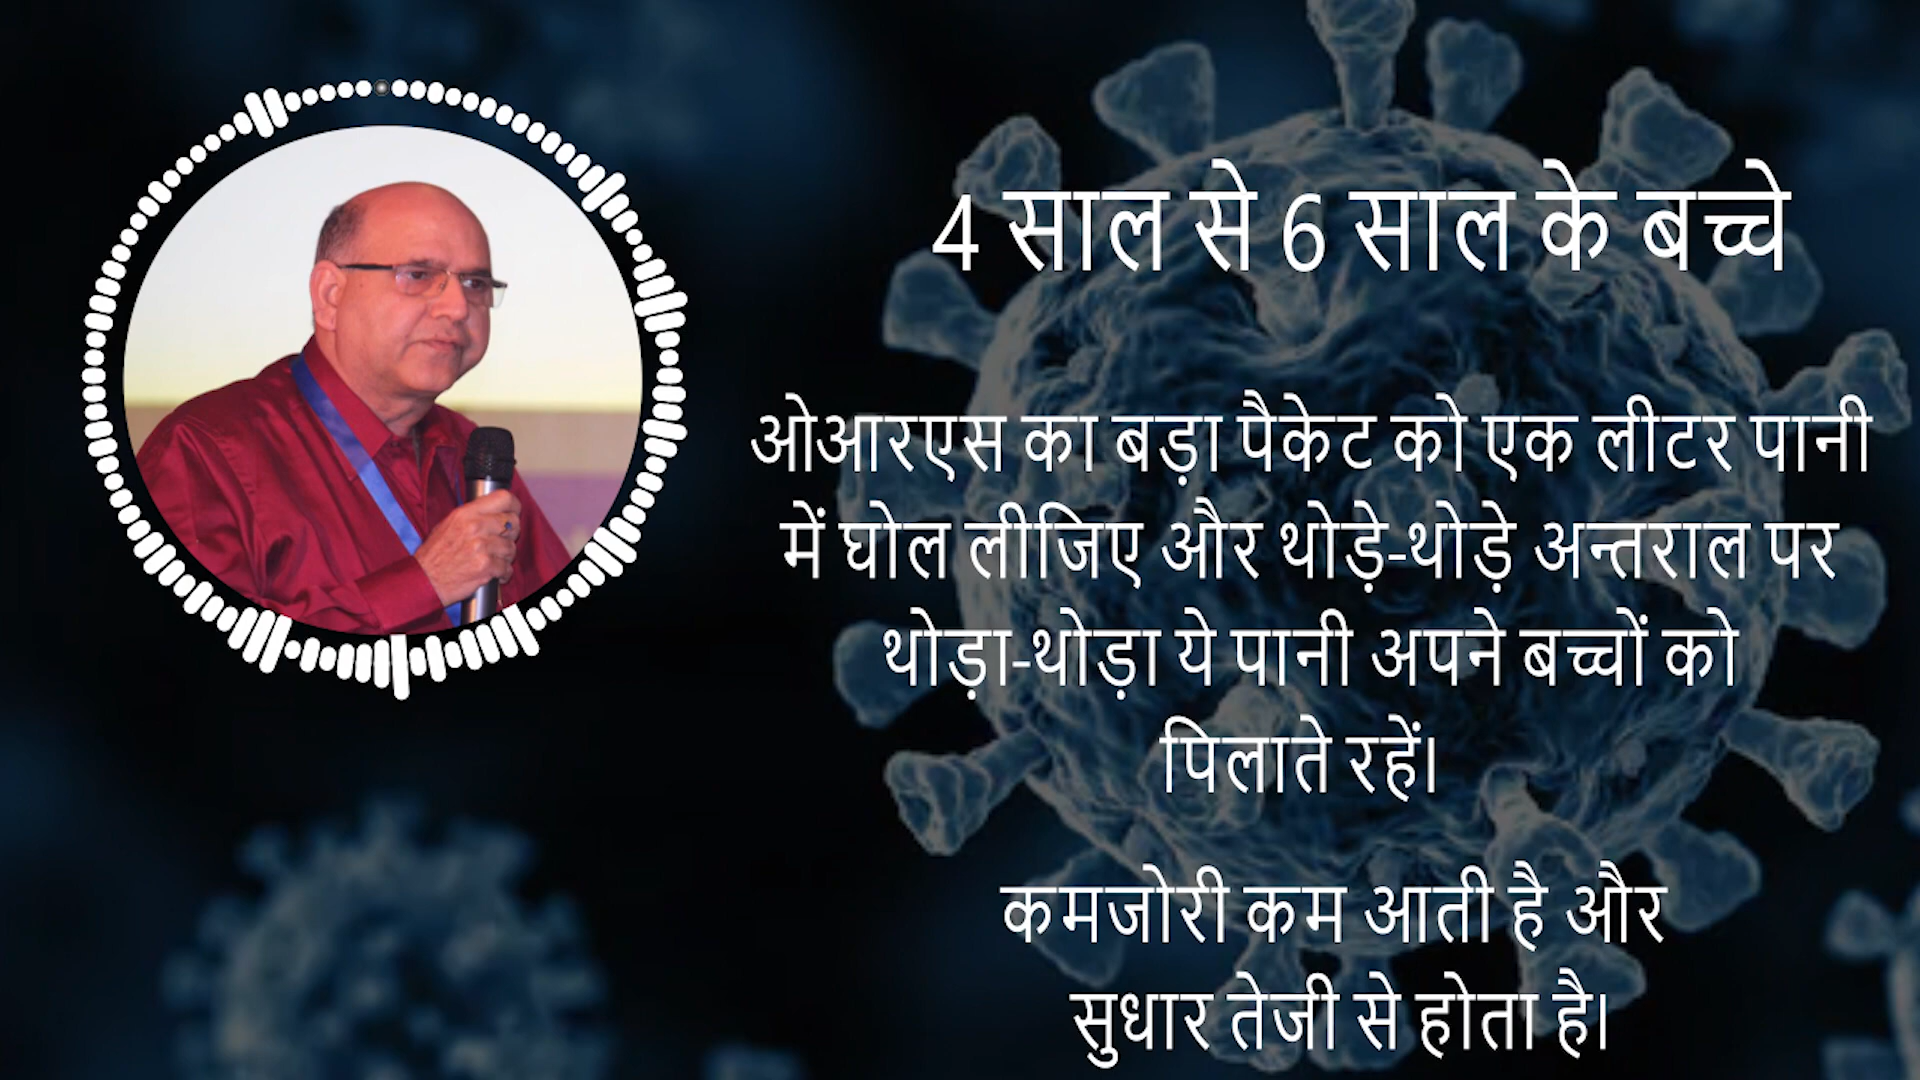 4 साल से 6 साल के बच्चे
ओआरएस का बड़ा पैकेट को एक लीटर पानी
में घोल लीजिए और थोड़े-थोड़े अन्तराल पर
थोड़ा-थोड़ा ये पानी अपने बच्चों को
पिलाते रहें।
कमजोरी कम आती है और
सुधार तेजी से होता है।